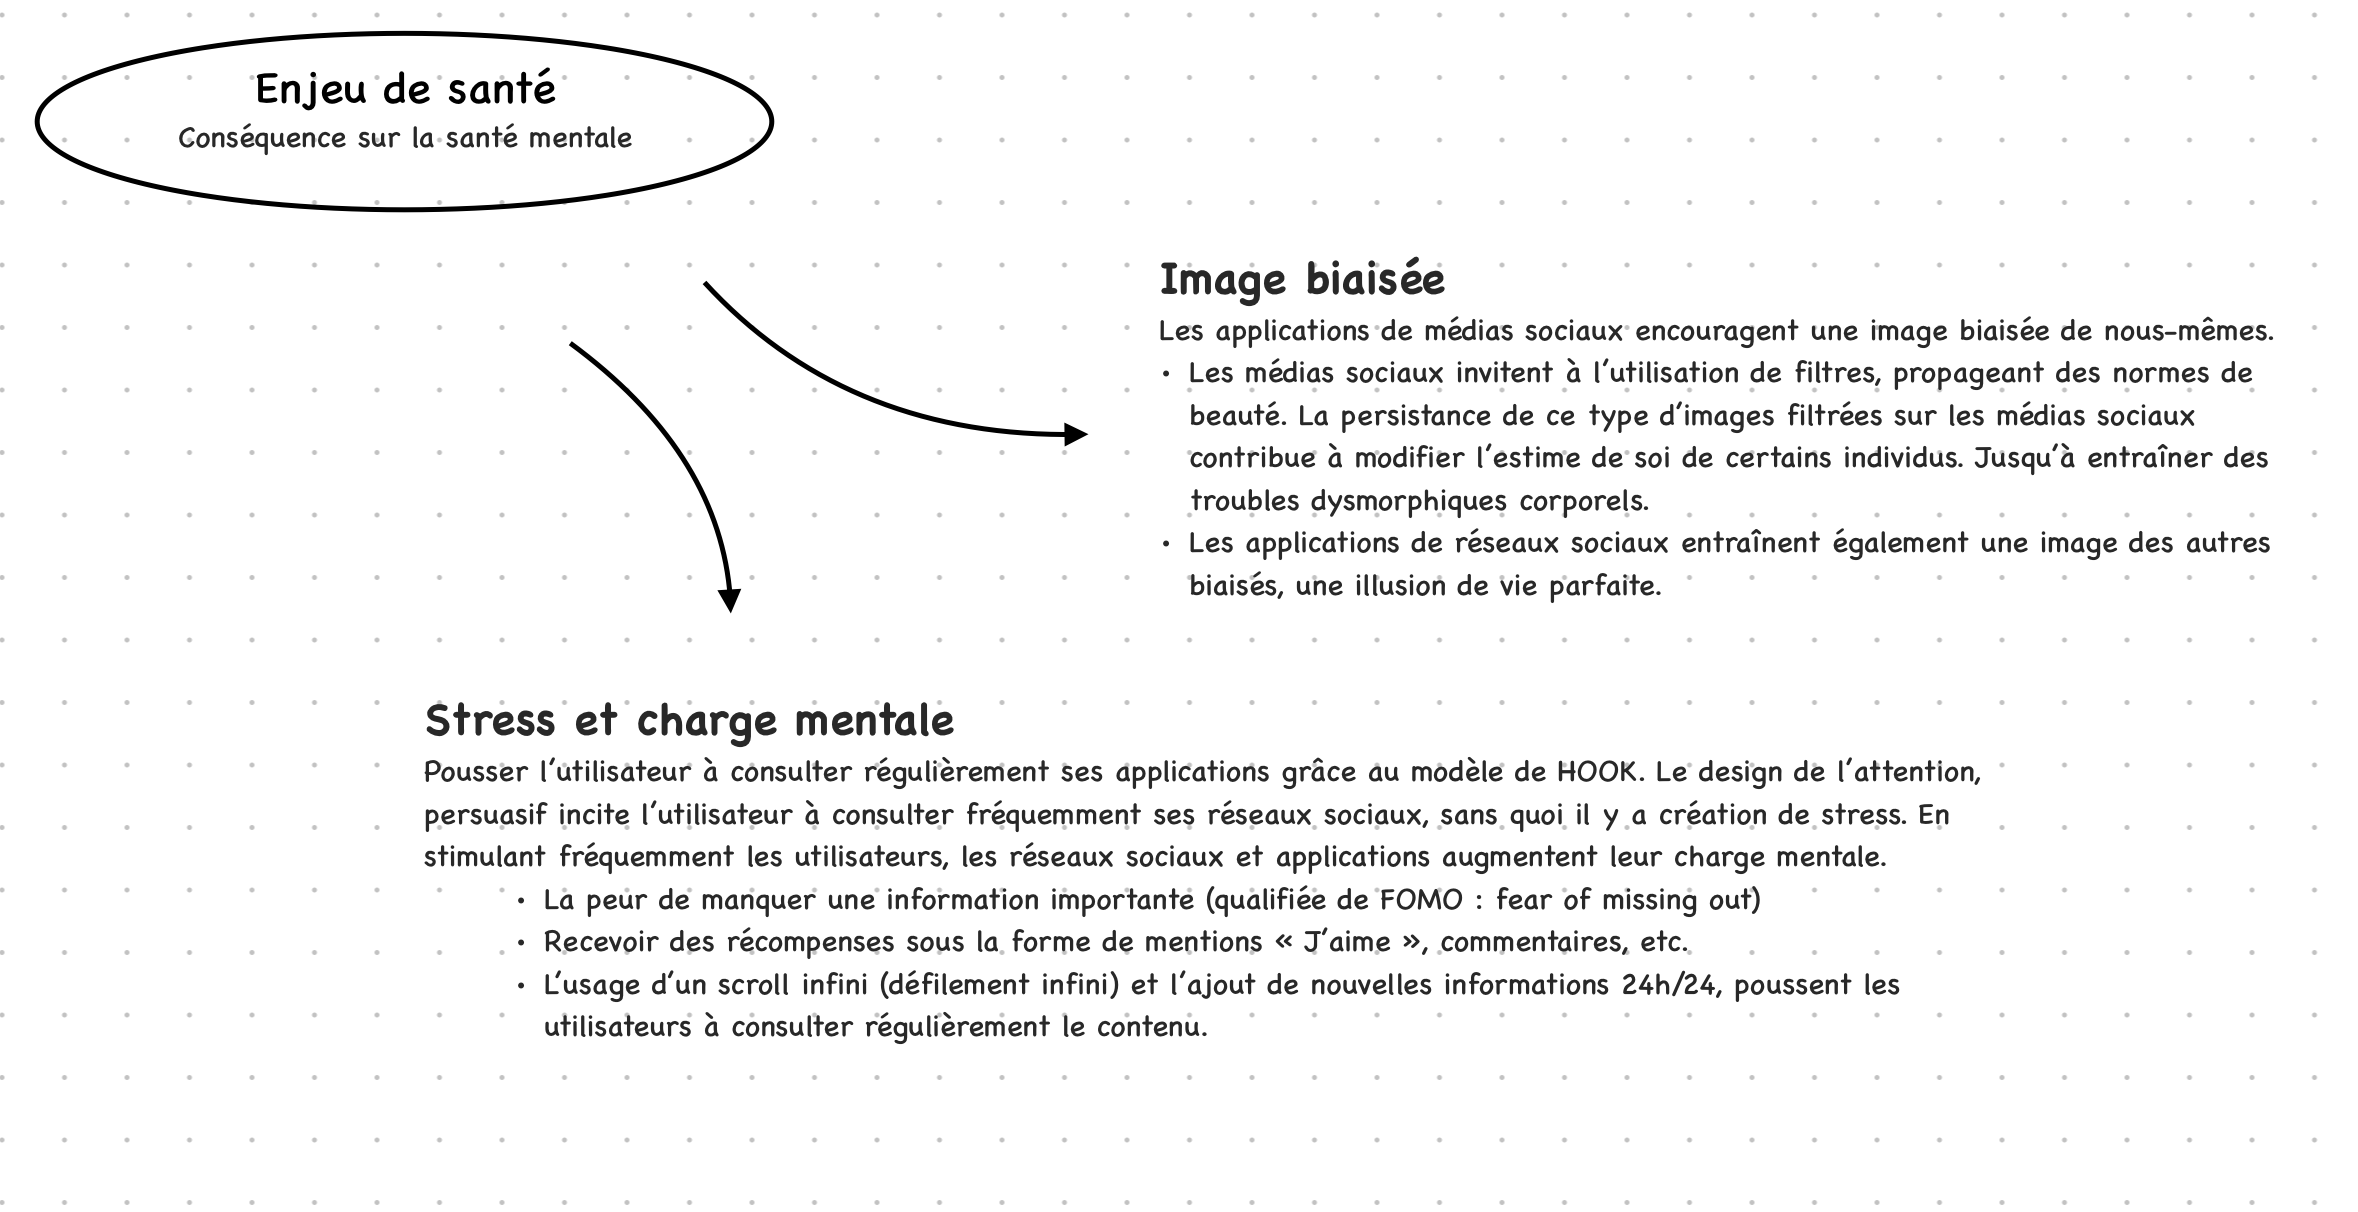 Enjeu de santé
Conséquence sur la santé mentale
Image biaisée
Les applications de médias sociaux encouragent une image biaisée de nous-mêmes.
• Les médias sociaux invitent à l'utilisation de filtres, propageant des normes de
beauté. La persistance de ce type d'images filtrées sur les médias sociaux
contribue à modifier l'estime de soi de certains individus. Jusqu'à entraîner des
troubles dysmorphiques corporels.
• Les applications de réseaux sociaux entraînent également une image des autres
biaisés, une illusion de vie parfaite.
Stress et charge mentale
Pousser l'utilisateur à consulter régulièrement ses applications grâce au modèle de HOOK. Le design de l'attention,
persuasif incite l'utilisateur à consulter fréquemment ses réseaux sociaux, sans quoi il y a création de stress. En
stimulant fréquemment les utilisateurs, les réseaux sociaux et applications augmentent leur charge mentale.
• La peur de manquer une information importante (qualifiée de FOMO : fear of missing out)
• Recevoir des récompenses sous la forme de mentions « J'aime », commentaires, etc.
• L'usage d'un scroll infini (défilement infini) et l'ajout de nouvelles informations 24h/24, poussent les
utilisateurs à consulter régulièrement le contenu.